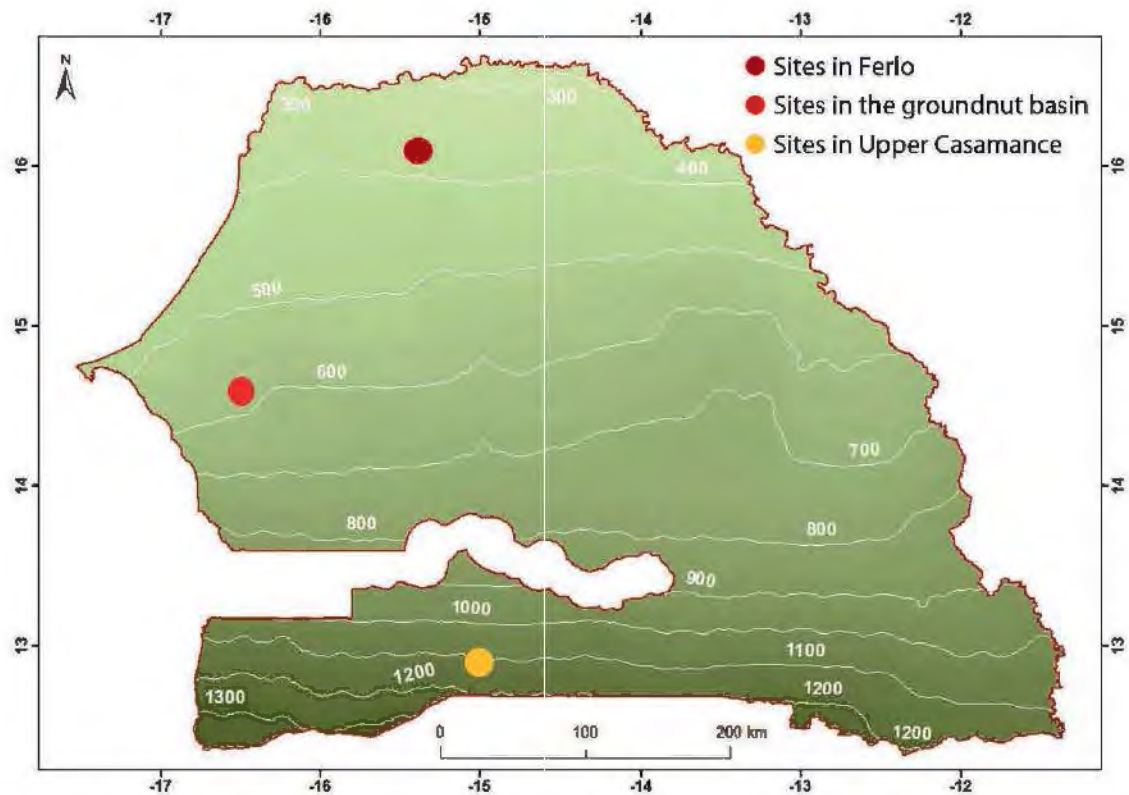 -17 -16 -15 -14 -13 -12
N
Sites in Ferlo
Sites in the groundnut basin
Sites in Upper Casamance
300 300
16 400 16
500
15 15
600
700
14 14
800 800
900
1000
13 1100 13
1200 1200
1300
1200
0 100 200 km
-17 -16 -15 -14 -13 -12